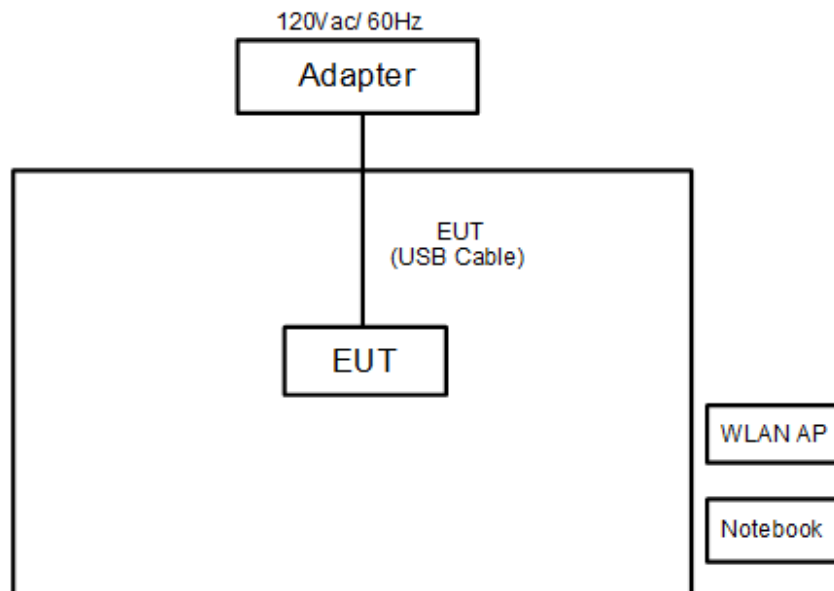 120Vac/ 60Hz
Adapter
EUT
(USB Cable)
EUT
WLAN AP
Notebook